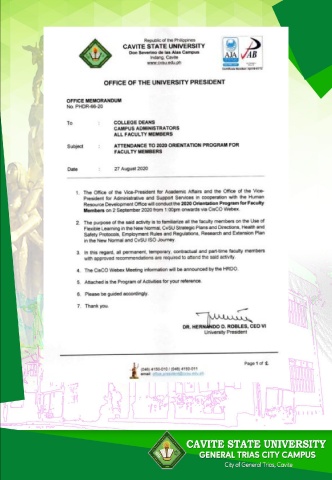 Republic of the Philippines
CAVITE STATE UNIVERSITY
Don Severino de las Alas Campus
Indang, Cavite
www.cvsu.edu.ph
OFFICE OF THE UNIVERSITY PRESIDENT
OFFICE MEMORANDUM
No. PHDR-66-20
To : COLLEGE DEANS
CAMPUS ADMINISTRATORS
ALL FACULTY MEMBERS
Subject : ATTENDANCE TO 2020 ORIENTATION PROGRAM FOR
FACULTY MEMBERS
Date : 27 August 2020
1. The Office of the Vice-President for Academic Affairs and the Office of the Vice-
President for Administrative and Support Services in cooperation with the Human
Resource Development Office will conduct the 2020 Orientation Program for Faculty
Members on 2 September 2020 from 1:00pm onwards via CisCO Webex.
2. The purpose of the said activity is to familiarize all the faculty members on the Use of
Flexible Learning in the New Normal, CvSU Strategic Plans and Directions, Health and
Safety Protocols, Employment Rules and Regulations, Research and Extension Plan
in the New Normal and CvSU ISO Journey.
3. In this regard, all permanent, temporary, contractual and part-time faculty members
with approved recommendations are required to attend the said activity.
4. The CisCO Webex Meeting information will be announced by the HRDO.
5. Attached is the Program of Activities for your reference.
6. Please be guided accordingly.
7. Thank you.
DR. HERNANDO D. ROBLES, CEO VI
University President
Page 1 of
CAVITE STATE UNIVERSITY
GENERAL TRIAS CITY CAMPUS
City of General Trias, Cavite